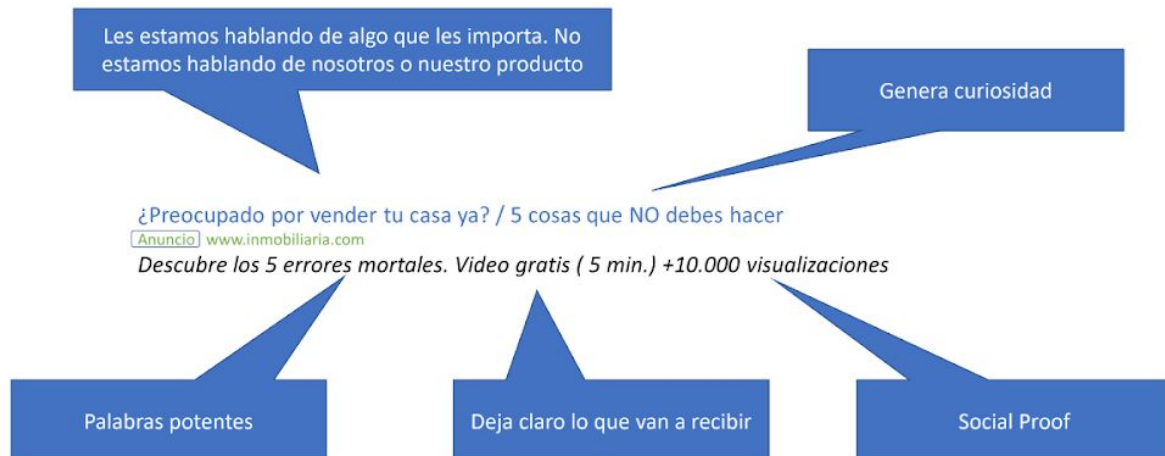 Les estamos hablando de algo que les importa. No
estamos hablando de nosotros o nuestro producto
Genera curiosidad
¿Preocupado por vender tu casa ya? / 5 cosas que NO debes hacer
Anuncio www.inmobiliaria.com
Descubre los 5 errores mortales. Video gratis ( 5 min.) +10.000 visualizaciones
Palabras potentes
Deja claro lo que van a recibir
Social Proof